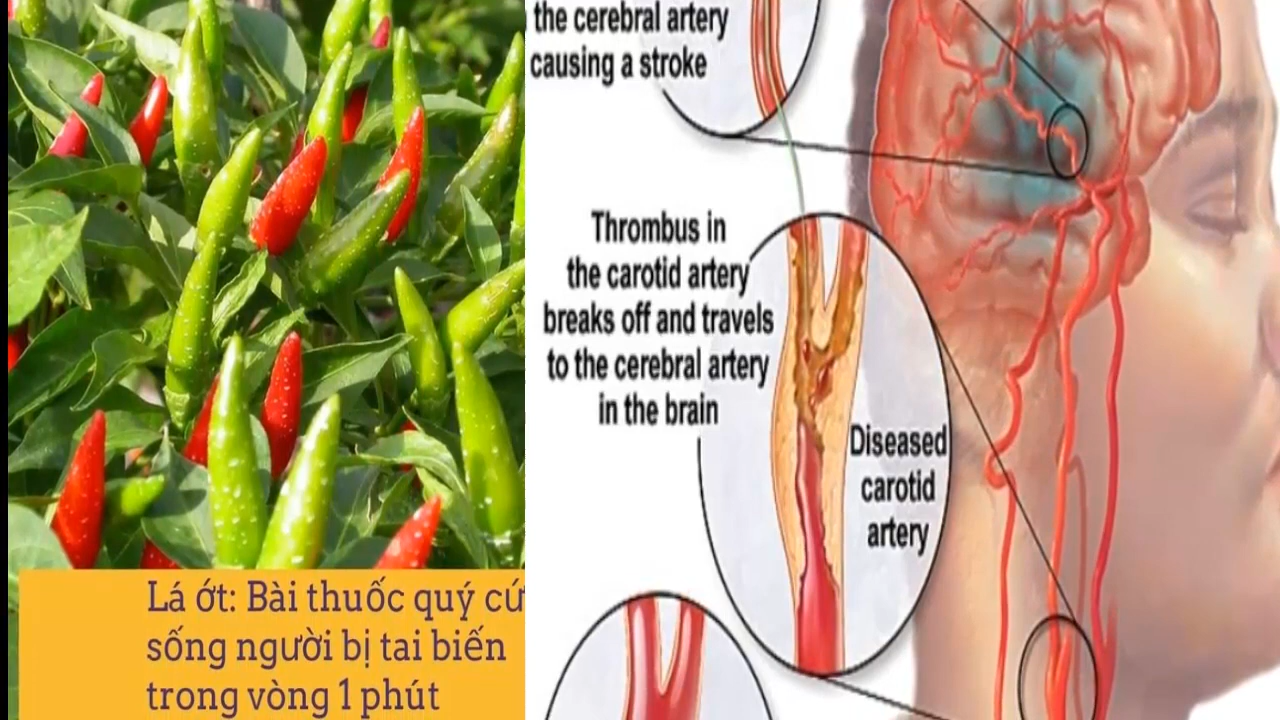 the cerebral artery
causing a stroke
Thrombus in
the carotid artery
breaks off and travels
to the cerebral artery
in the brain
Diseased
carotid
artery
Lá ớt: Bài thuốc quý cứ
sống người bị tai biến
trong vòng 1 phút